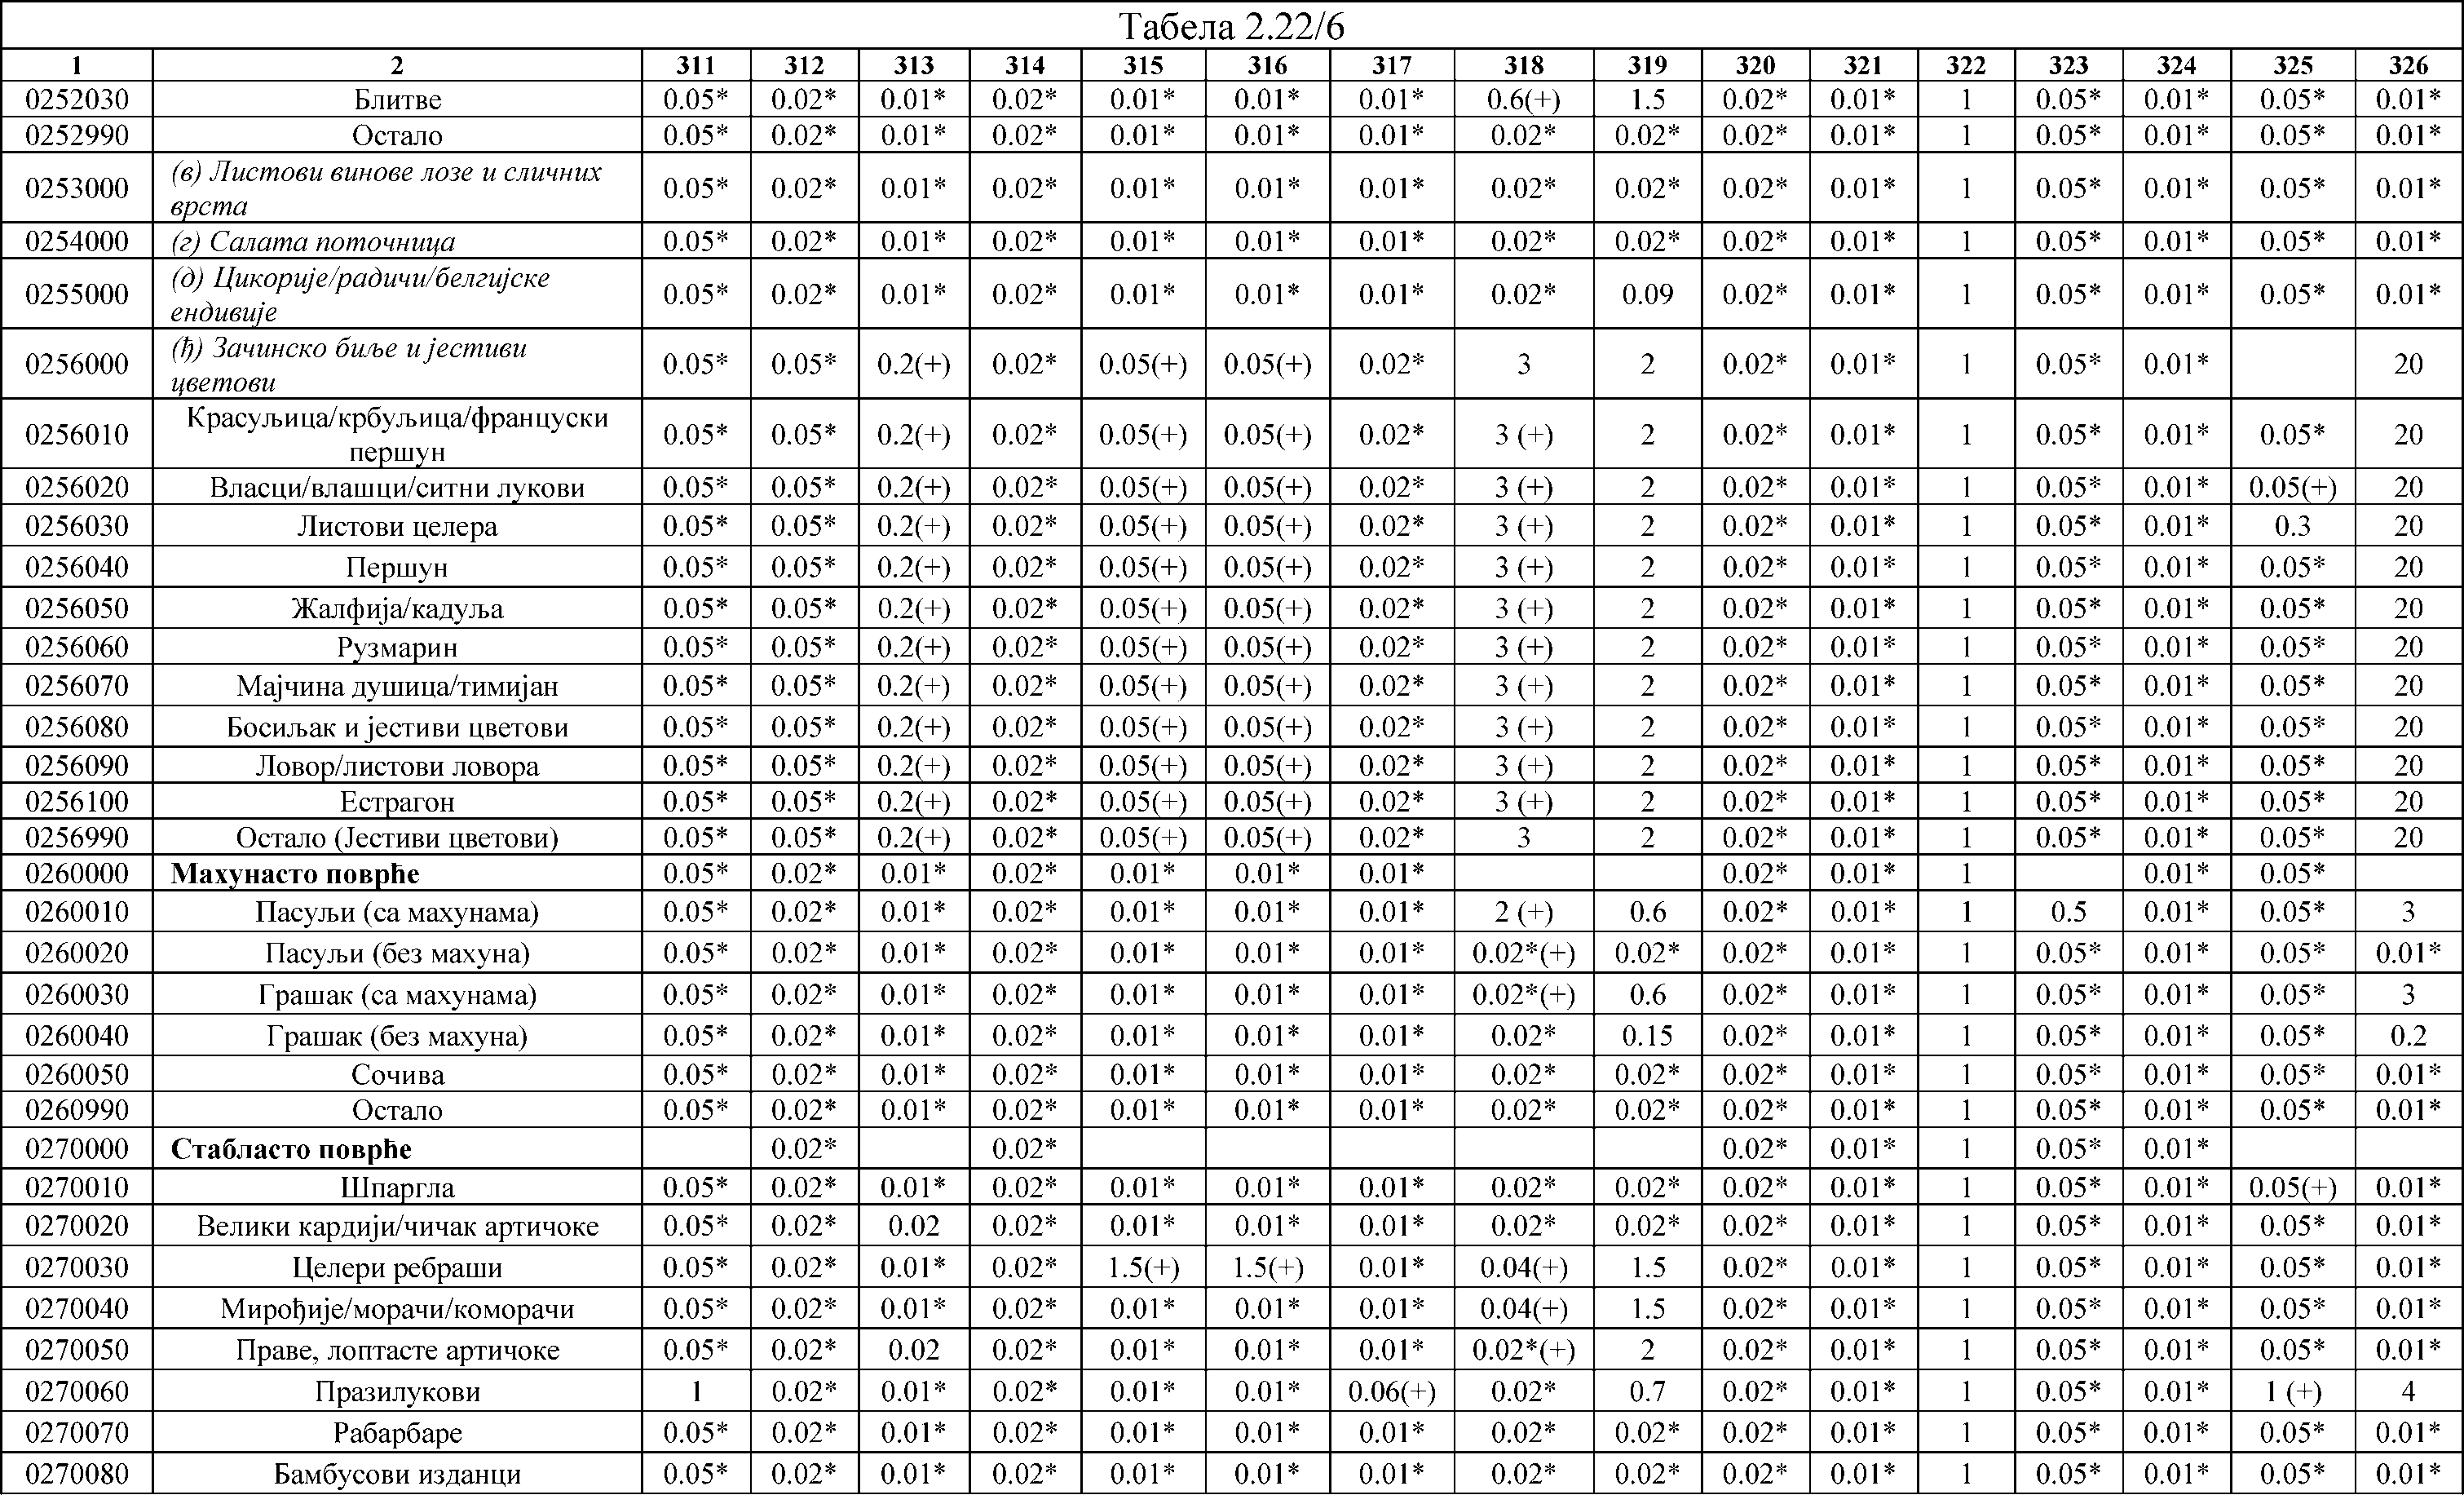 Табела 2.22/6
1 2 311 312 313 314 315 316 317 318 319 320 321 322 323 324 325 326
0252030 Блитве 0.05* 0.02* 0.01* 0.02* 0.01* 0.01* 0.01* 0.6(+) 1.5 0.02* 0.01* 1 0.05* 0.01* 0.05* 0.01*
0252990 Остало 0.05* 0.02* 0.01* 0.02* 0.01* 0.01* 0.01* 0.02* 0.02* 0.02* 0.01* 1 0.05* 0.01* 0.05* 0.01*
0253000 (в) Листови винове лозе и сличних
врста 0.05* 0.02* 0.01* 0.02* 0.01* 0.01* 0.01* 0.02* 0.02* 0.02* 0.01* 1 0.05* 0.01* 0.05* 0.01*
0254000 (г) Салата поточница 0.05* 0.02* 0.01* 0.02* 0.01* 0.01* 0.01* 0.02* 0.02* 0.02* 0.01* 1 0.05* 0.01* 0.05* 0.01*
0255000 (д) Цикорије/радичи/белгијске
ендивије 0.05* 0.02* 0.01* 0.02* 0.01* 0.01* 0.01* 0.02* 0.09 0.02* 0.01* 1 0.05* 0.01* 0.05* 0.01*
0256000 (ђ) Зачинско биље и јестиви
цветови 0.05* 0.05* 0.2(+) 0.02* 0.05(+) 0.05(+) 0.02* 3 2 0.02* 0.01* 1 0.05* 0.01* 20
0256010 Красуљица/крбуљица/француски
першун 0.05* 0.05* 0.2(+) 0.02* 0.05(+) 0.05(+) 0.02* 3 (+) 2 0.02* 0.01* 1 0.05* 0.01* 0.05* 20
0256020 Власци/влашци/ситни лукови 0.05* 0.05* 0.2(+) 0.02* 0.05(+) 0.05(+) 0.02* 3 (+) 2 0.02* 0.01* 1 0.05* 0.01* 0.05(+) 20
0256030 Листови целера 0.05* 0.05* 0.2(+) 0.02* 0.05(+) 0.05(+) 0.02* 3 (+) 2 0.02* 0.01* 1 0.05* 0.01* 0.3 20
0256040 Першун 0.05* 0.05* 0.2(+) 0.02* 0.05(+) 0.05(+) 0.02* 3 (+) 2 0.02* 0.01* 1 0.05* 0.01* 0.05* 20
0256050 Жалфија/кадуља 0.05* 0.05* 0.2(+) 0.02* 0.05(+) 0.05(+) 0.02* 3 (+) 2 0.02* 0.01* 1 0.05* 0.01* 0.05* 20
0256060 Рузмарин 0.05* 0.05* 0.2(+) 0.02* 0.05(+) 0.05(+) 0.02* 3 (+) 2 0.02* 0.01* 1 0.05* 0.01* 0.05* 20
0256070 Мајчина душица/тимијан 0.05* 0.05* 0.2(+) 0.02* 0.05(+) 0.05(+) 0.02* 3 (+) 2 0.02* 0.01* 1 0.05* 0.01* 0.05* 20
0256080 Босиљак и јестиви цветови 0.05* 0.05* 0.2(+) 0.02* 0.05(+) 0.05(+) 0.02* 3 (+) 2 0.02* 0.01* 1 0.05* 0.01* 0.05* 20
0256090 Ловор/листови ловора 0.05* 0.05* 0.2(+) 0.02* 0.05(+) 0.05(+) 0.02* 3 (+) 2 0.02* 0.01* 1 0.05* 0.01* 0.05* 20
0256100 Естрагон 0.05* 0.05* 0.2(+) 0.02* 0.05(+) 0.05(+) 0.02* 3 (+) 2 0.02* 0.01* 1 0.05* 0.01* 0.05* 20
0256990 Остало (Јестиви цветови) 0.05* 0.05* 0.2(+) 0.02* 0.05(+) 0.05(+) 0.02* 3 2 0.02* 0.01* 1 0.05* 0.01* 0.05* 20
0260000 Махунасто поврће 0.05* 0.02* 0.01* 0.02* 0.01* 0.01* 0.01* 0.02* 0.01* 1 0.01* 0.05*
0260010 Пасуљи (са махунама) 0.05* 0.02* 0.01* 0.02* 0.01* 0.01* 0.01* 2 (+) 0.6 0.02* 0.01* 1 0.5 0.01* 0.05* 3
0260020 Пасуљи (без махуна) 0.05* 0.02* 0.01* 0.02* 0.01* 0.01* 0.01* 0.02*(+) 0.02* 0.02* 0.01* 1 0.05* 0.01* 0.05* 0.01*
0260030 Грашак (са махунама) 0.05* 0.02* 0.01* 0.02* 0.01* 0.01* 0.01* 0.02*(+) 0.6 0.02* 0.01* 1 0.05* 0.01* 0.05* 3
0260040 Грашак (без махуна) 0.05* 0.02* 0.01* 0.02* 0.01* 0.01* 0.01* 0.02* 0.15 0.02* 0.01* 1 0.05* 0.01* 0.05* 0.2
0260050 Сочива 0.05* 0.02* 0.01* 0.02* 0.01* 0.01* 0.01* 0.02* 0.02* 0.02* 0.01* 1 0.05* 0.01* 0.05* 0.01*
0260990 Остало 0.05* 0.02* 0.01* 0.02* 0.01* 0.01* 0.01* 0.02* 0.02* 0.02* 0.01* 1 0.05* 0.01* 0.05* 0.01*
0270000 Стабласто поврће 0.02* 0.02* 0.02* 0.01* 1 0.05* 0.01*
0270010 Шпаргла 0.05* 0.02* 0.01* 0.02* 0.01* 0.01* 0.01* 0.02* 0.02* 0.02* 0.01* 1 0.05* 0.01* 0.05(+) 0.01*
0270020 Велики кардији/чичак артичоке 0.05* 0.02* 0.02 0.02* 0.01* 0.01* 0.01* 0.02* 0.02* 0.02* 0.01* 1 0.05* 0.01* 0.05* 0.01*
0270030 Целери ребраши 0.05* 0.02* 0.01* 0.02* 1.5(+) 1.5(+) 0.01* 0.04(+) 1.5 0.02* 0.01* 1 0.05* 0.01* 0.05* 0.01*
0270040 Мирођије/морачи/коморачи 0.05* 0.02* 0.01* 0.02* 0.01* 0.01* 0.01* 0.04(+) 1.5 0.02* 0.01* 1 0.05* 0.01* 0.05* 0.01*
0270050 Праве, лоптасте артичоке 0.05* 0.02* 0.02 0.02* 0.01* 0.01* 0.01* 0.02*(+) 2 0.02* 0.01* 1 0.05* 0.01* 0.05* 0.01*
0270060 Празилукови 1 0.02* 0.01* 0.02* 0.01* 0.01* 0.06(+) 0.02* 0.7 0.02* 0.01* 1 0.05* 0.01* 1 (+) 4
0270070 Рабарбаре 0.05* 0.02* 0.01* 0.02* 0.01* 0.01* 0.01* 0.02* 0.02* 0.02* 0.01* 1 0.05* 0.01* 0.05* 0.01*
0270080 Бамбусови изданци 0.05* 0.02* 0.01* 0.02* 0.01* 0.01* 0.01* 0.02* 0.02* 0.02* 0.01* 1 0.05* 0.01* 0.05* 0.01*